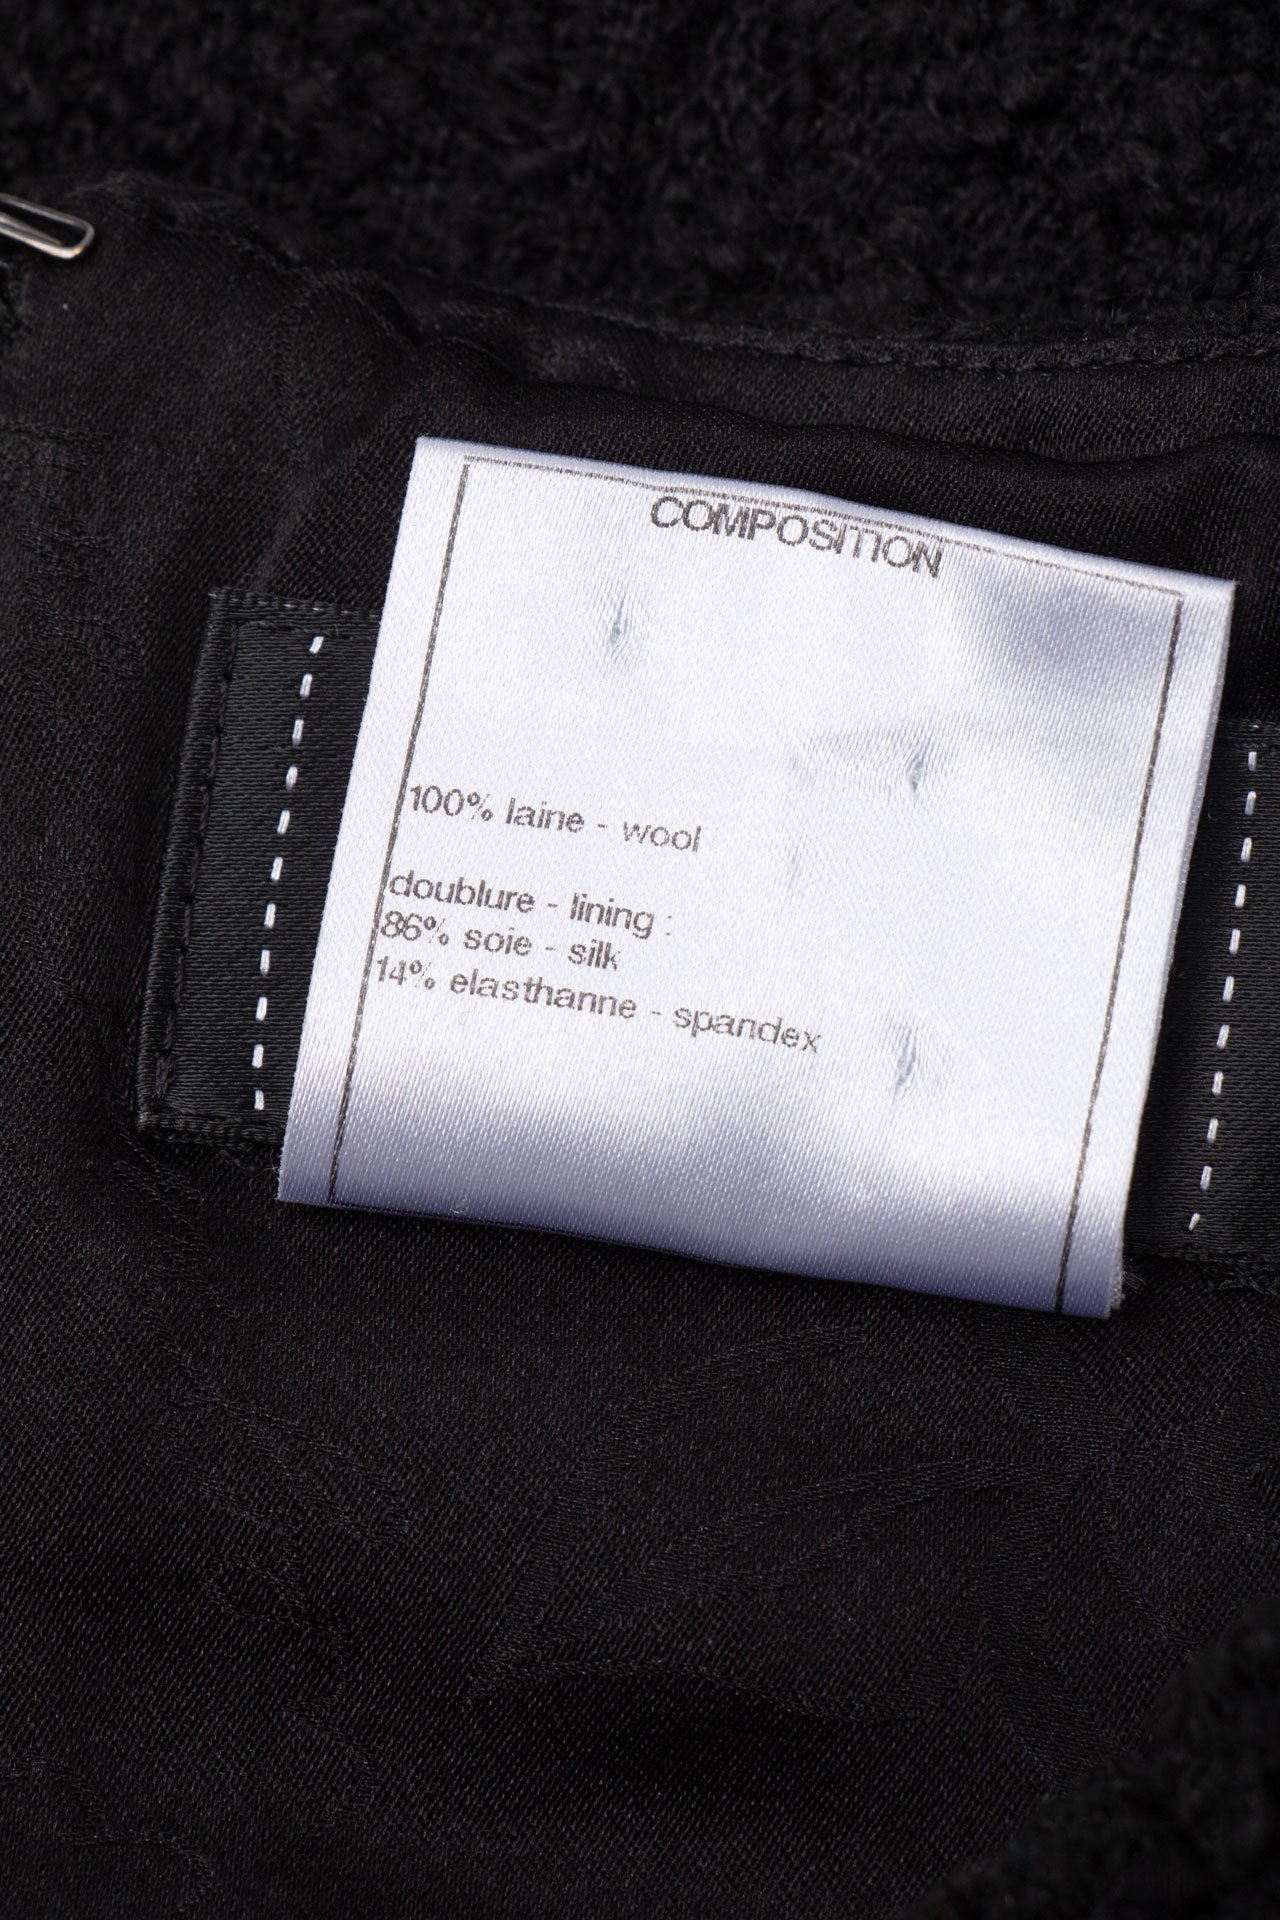 COMPOSITION
100% laine - wool
doublure - lining :
86% soie - silk
14% elasthanne - spandex